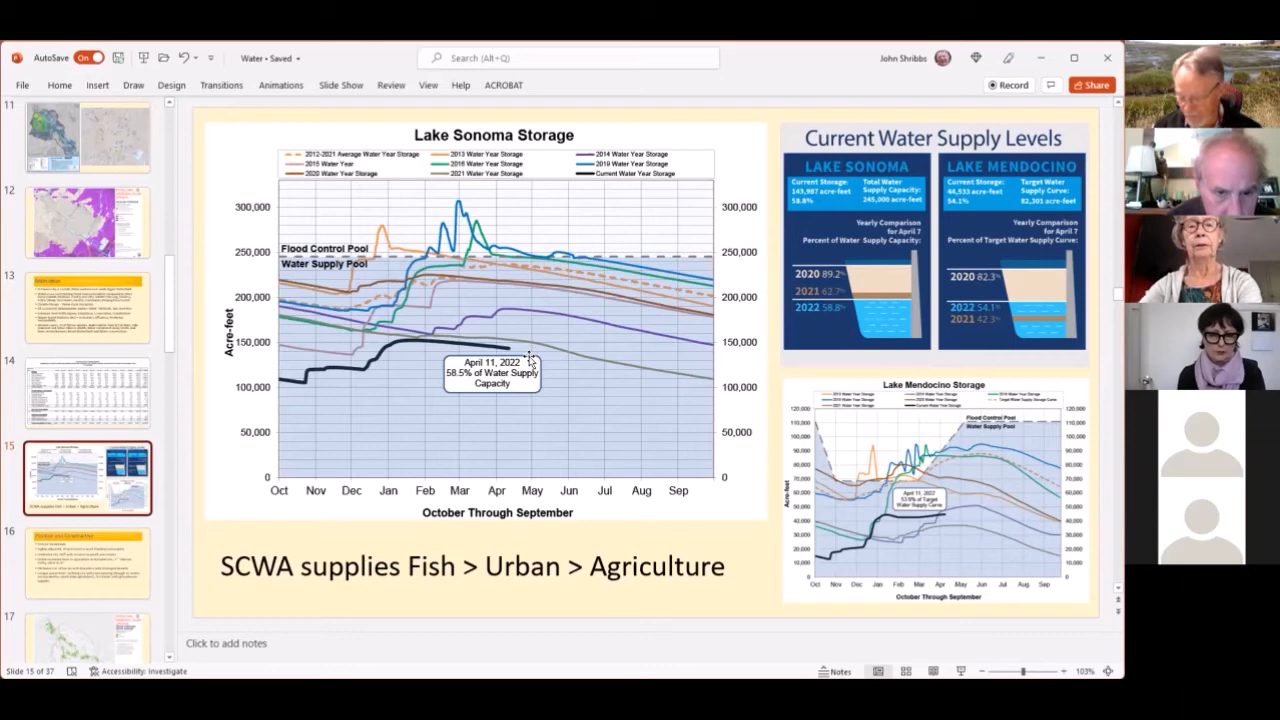 AutoSave
On
Water • Saved
Search (Alt+Q)
John Shribbs
File Home Insert Draw Design Transitions Animations Slide Show Review View Help ACROBAT
Record
Share
11
12
13
14
15
16
17
Lake Sonoma Storage
2012-2021 Average Water Year Storage
2013 Water Year Storage
2014 Water Year Storage
2015 Water Year
2016 Water Year Storage
2019 Water Year Storage
2020 Water Year Storage
2021 Water Year Storage
Current Water Year Storage
Acre-feet
300,000
250,000
200,000
150,000
100,000
50,000
0
Flood Control Pool
Water Supply Pool
April 11, 2022
58.5% of Water Supply
Capacity
300,000
250,000
200,000
150,000
100,000
50,000
0
Oct Nov Dec Jan Feb Mar Apr May Jun Jul Aug Sep
October Through September
SCWA supplies Fish > Urban > Agriculture
Current Water Supply Levels
LAKE SONOMA
Current Storage:
143,987 acre-feet
58.8%
Total Water
Supply Capacity:
245,000 acre-feet
Yearly Comparison
for April 7
Percent of Water Supply Capacity:
2020 89.2%
2021 62.7%
2022 58.8%
LAKE MENDOCINO
Current Storage:
44,533 acre-feet
54.1%
Target Water
Supply Curve:
82,301 acre-feet
Yearly Comparison
for April 7
Percent of Target Water Supply Curve:
2020 82.3%
2022 54.1%
2021 42.3%
Lake Mendocino Storage
Current Water Year Storage
Acre-feet
120,000
110,000
100,000
90,000
80,000
70,000
60,000
50,000
40,000
30,000
20,000
10,000
0
Flood Control Pool
Water Supply Pool
April 11, 2022
of Target
Water Supply Curve
120,000
110,000
100,000
90,000
80,000
70,000
60,000
50,000
40,000
30,000
20,000
10,000
0
Oct Nov Dec Jan Feb Mar Apr May Jun Jul Aug Sep
October Through September
Click to add notes
Slide 15 of 37
Accessibility: Investigate
Notes
103%